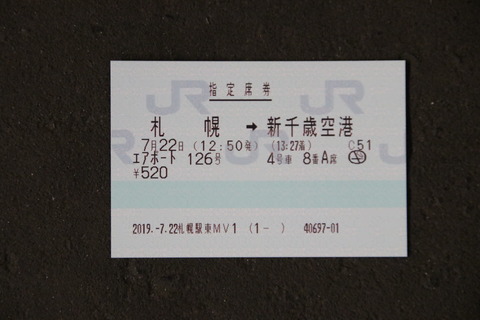 指定席券
札幌 → 新千歳空港
7月22日 (12:50発) (13:27着) C51
エアポート 126号 4号車 8番A席
¥520
2019.-7.22札幌駅東MV1 (1- ) 40697-01